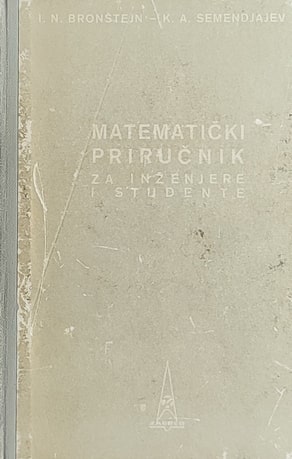 I. N. BRONŠTEJN – K. A. SEMENDJAJEV
MATEMATIČKI
PRIRUČNIK
ZA INŽENJERE
I STUDENTE